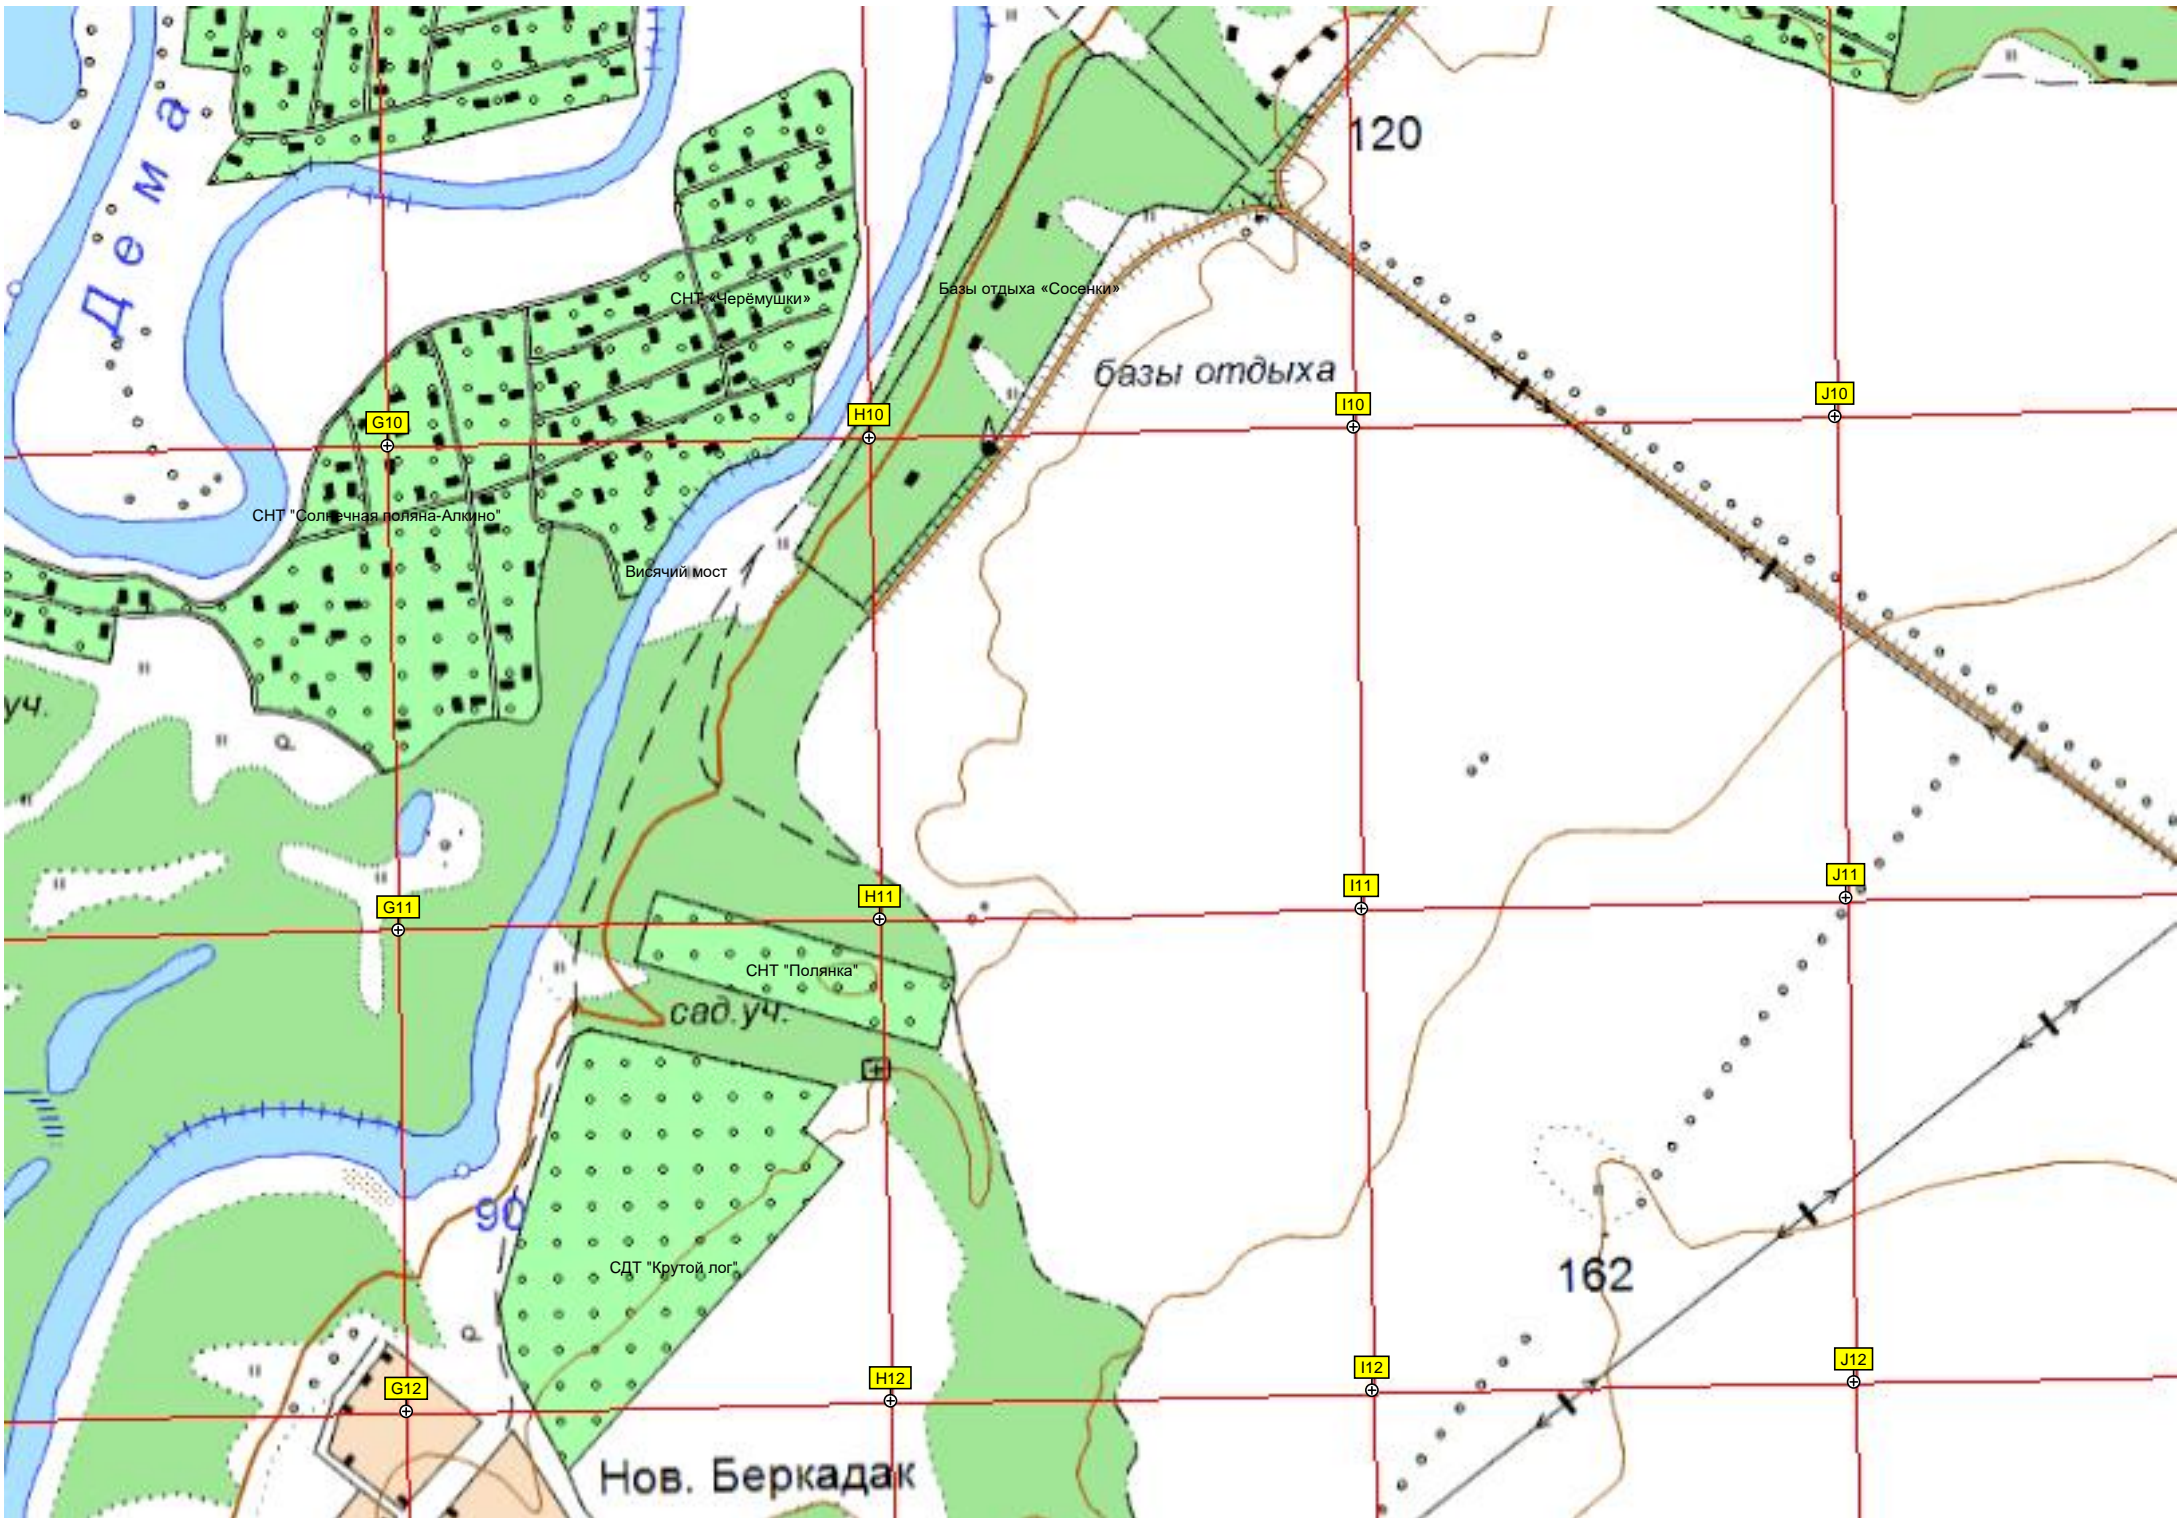 Дема
120
СНТ «Черёмушки»
Базы отдыха «Сосенки»
базы отдыха
G10
H10
I10
J10
СНТ "Солнечная поляна-Алкино"
Висячий мост
уч.
G11
H11
I11
J11
СНТ "Полянка"
сад.уч.
90
СДТ "Крутой лог"
162
G12
H12
I12
J12
Нов. Беркадак